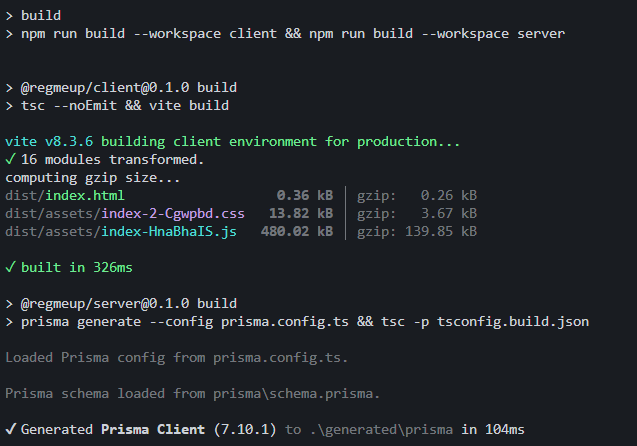 > build
> npm run build --workspace client && npm run build --workspace server
> @regmeup/client@0.1.0 build
> tsc --noEmit && vite build
vite v8.3.6 building client environment for production...
✓ 16 modules transformed.
computing gzip size...
dist/index.html 0.36 kB │ gzip: 0.26 kB
dist/assets/index-2-Cgwpbd.css 13.82 kB │ gzip: 3.67 kB
dist/assets/index-HnaBhaIS.js 480.02 kB │ gzip: 139.85 kB
✓ built in 326ms
> @regmeup/server@0.1.0 build
> prisma generate --config prisma.config.ts && tsc -p tsconfig.build.json
Loaded Prisma config from prisma.config.ts.
Prisma schema loaded from prisma\schema.prisma.
✓ Generated Prisma Client (7.10.1) to .\generated\prisma in 104ms